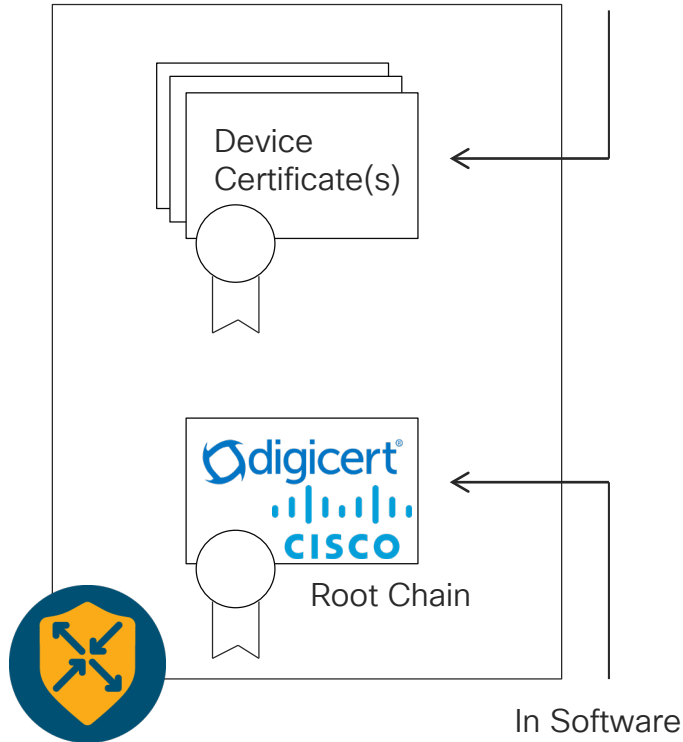 Device
Certificate(s)
digicert®
CISCO
Root Chain
In Software